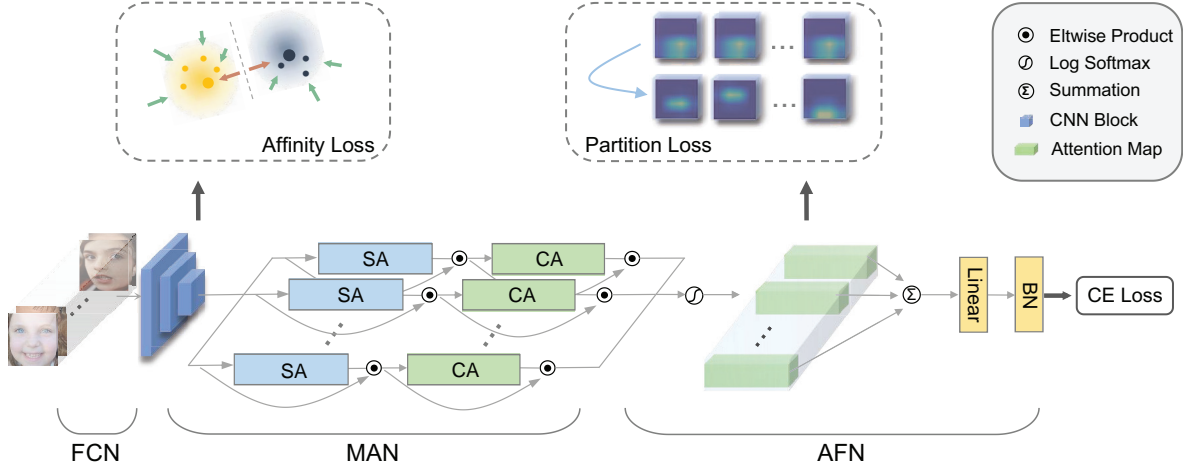 Affinity Loss
Partition Loss
Eltwise Product
Log Softmax
Σ Summation
CNN Block
Attention Map
SA CA
SA CA
SA CA
Σ
Linear
BN
CE Loss
FCN MAN AFN